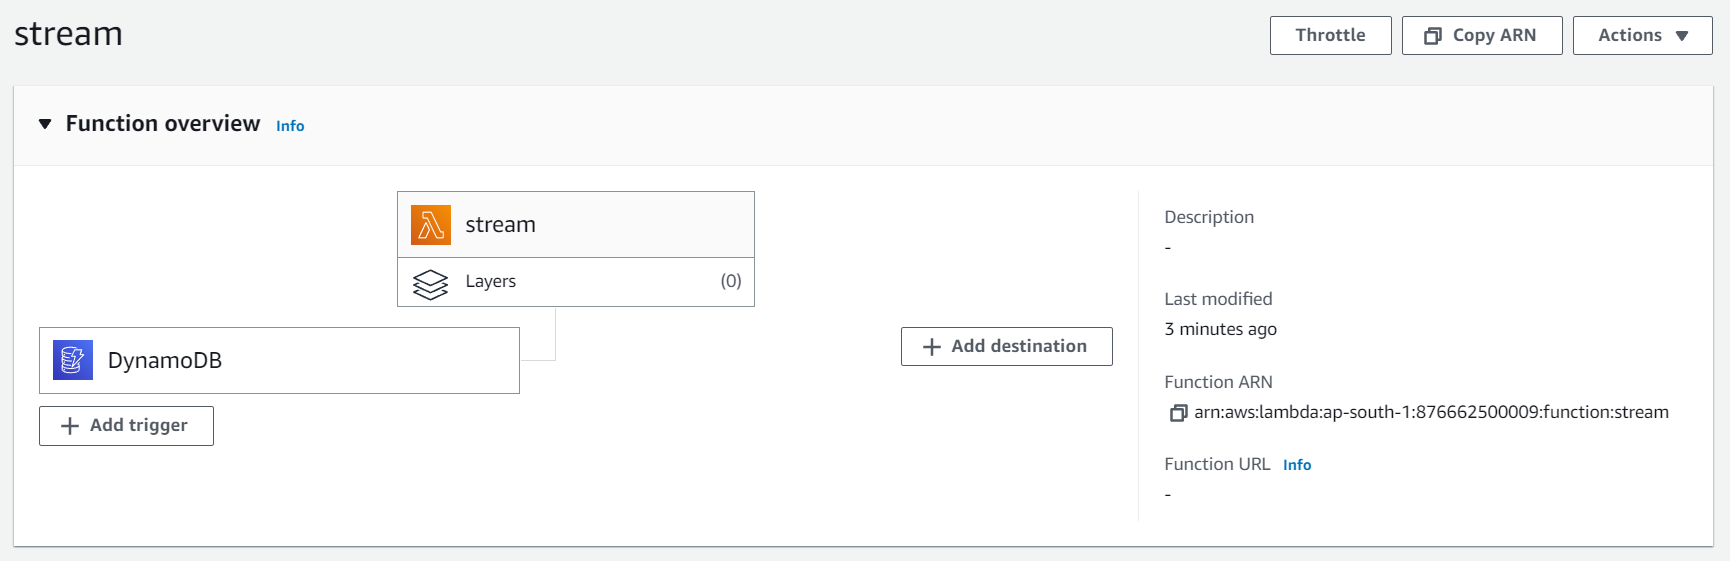 stream
Throttle
Copy ARN
Actions
Function overview Info
stream
Layers (0)
DynamoDB
Add trigger
Add destination
Description
-
Last modified
3 minutes ago
Function ARN
arn:aws:lambda:ap-south-1:876662500009:function:stream
Function URL Info
-